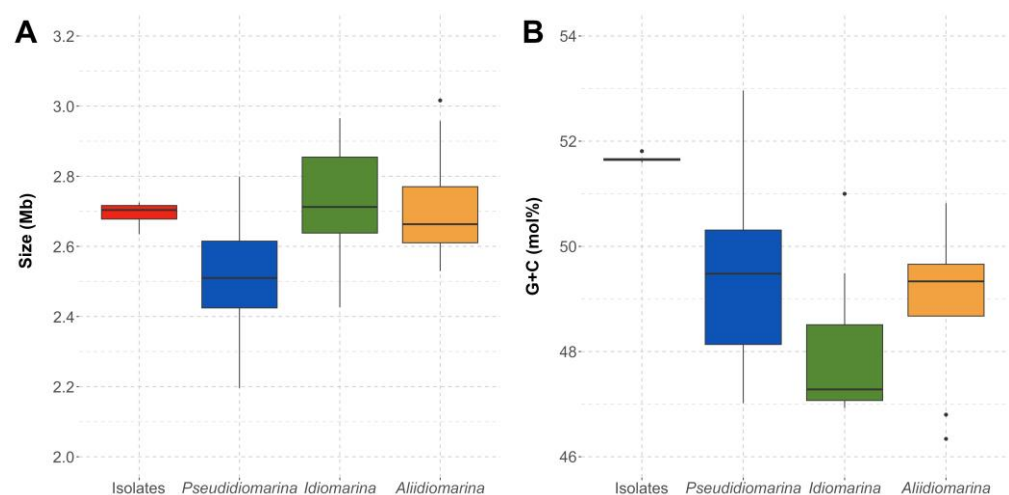 A
Size (Mb)
3.2
3.0
2.8
2.6
2.4
2.2
2.0
Isolates Pseudidiomarina Idiomarina Aliidiomarina
B
G+C (mol%)
54
52
50
48
46
Isolates Pseudidiomarina Idiomarina Aliidiomarina